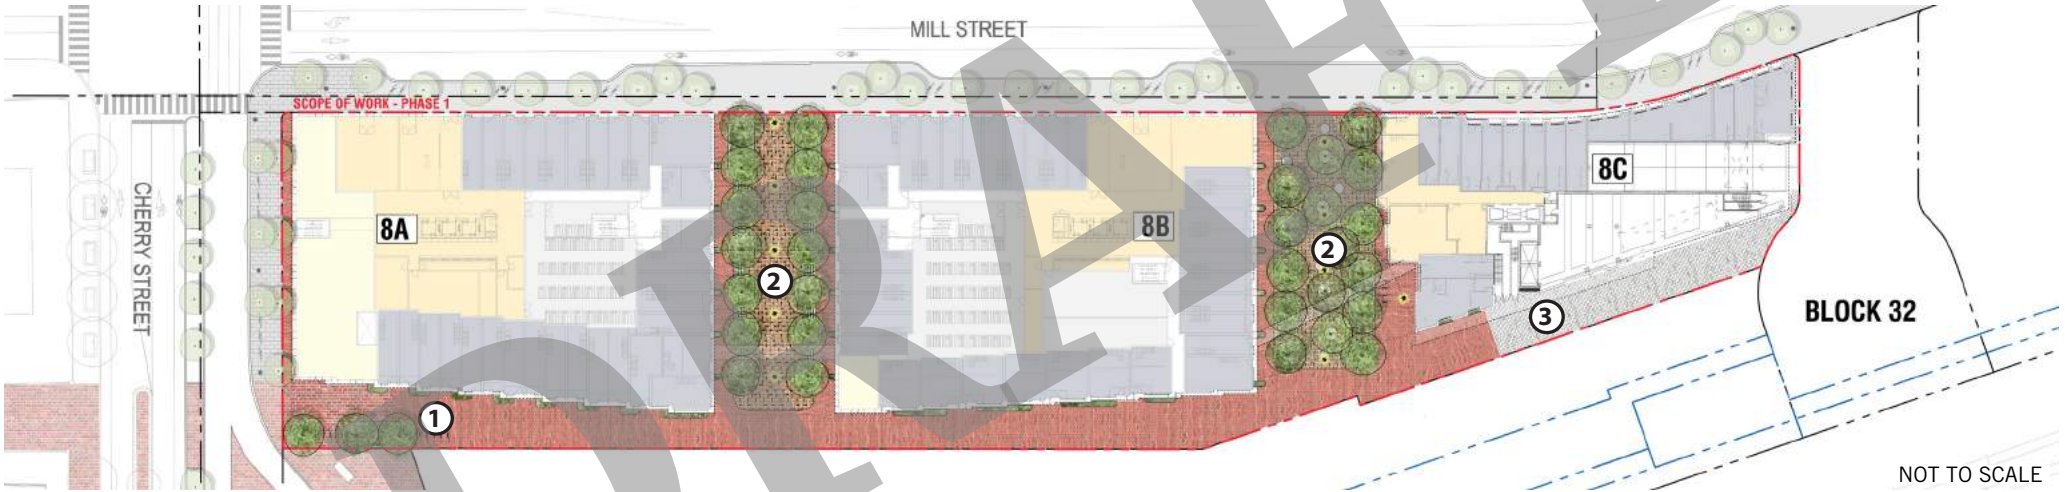 MILL STREET
SCOPE OF WORK - PHASE 1
CHERRY STREET
8A
8B
8C
2
2
3
1
BLOCK 32
NOT TO SCALE
DRAFT